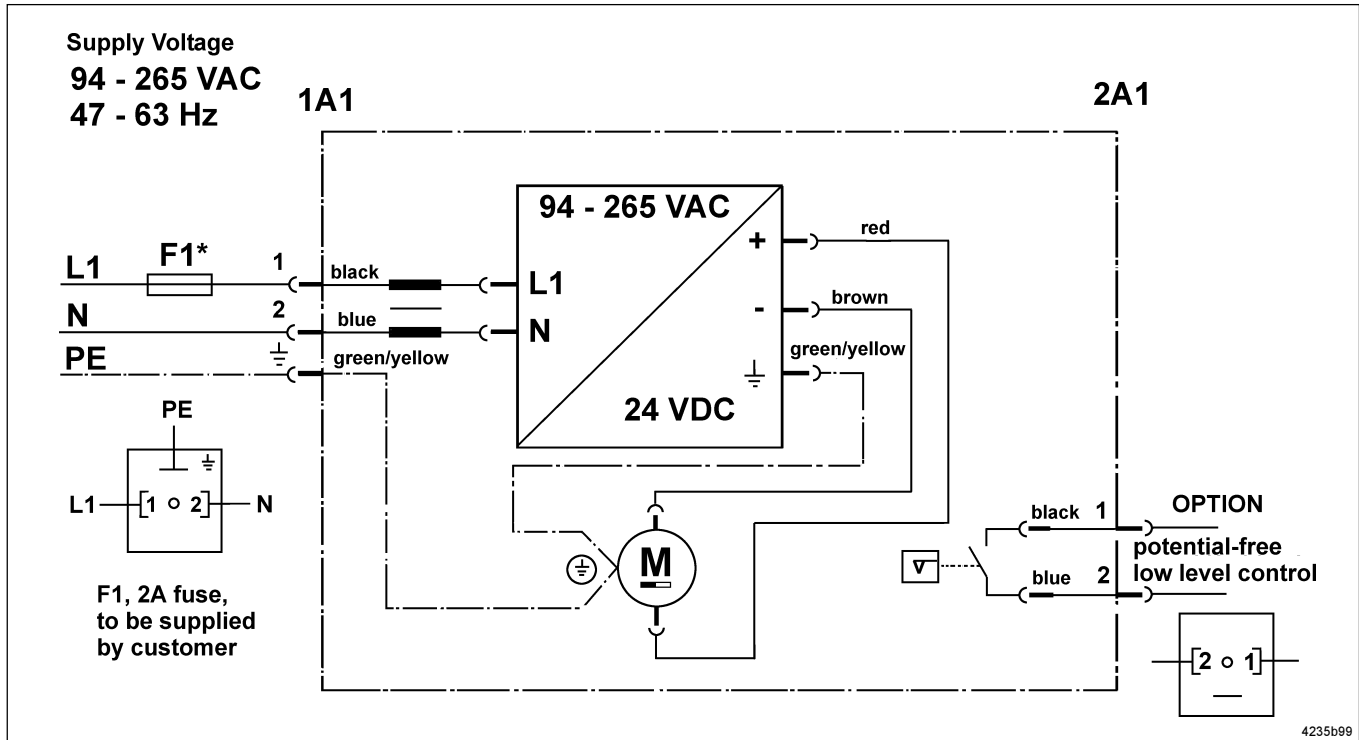 Supply Voltage
94 - 265 VAC
47 - 63 Hz
1A1
2A1
94 - 265 VAC
L1
F1*
1
black
L1
+
red
N
2
blue
N
-
brown
PE
green/yellow
green/yellow
24 VDC
PE
L1
1
2
N
F1, 2A fuse,
to be supplied
by customer
M
black
1
OPTION
potential-free
low level control
blue
2
2
1
4235b99